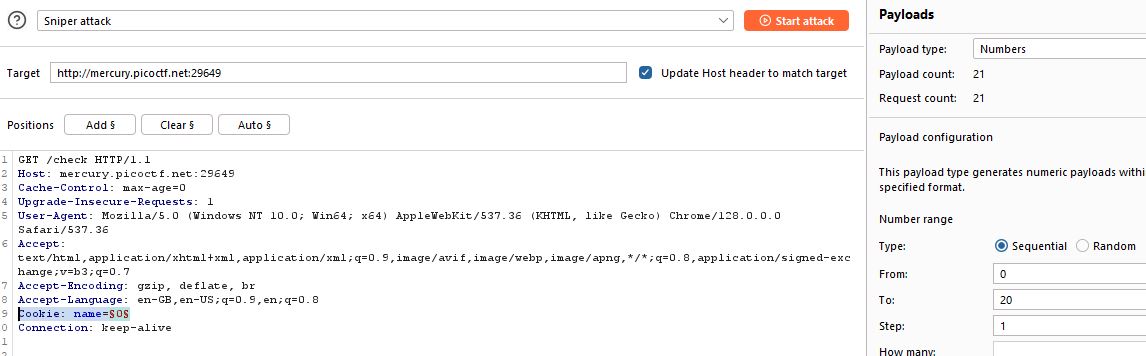 ? Sniper attack Start attack
Target http://mercury.picoctf.net:29649 Update Host header to match target
Positions Add § Clear § Auto §
1 GET /check HTTP/1.1
2 Host: mercury.picoctf.net:29649
3 Cache-Control: max-age=0
4 Upgrade-Insecure-Requests: 1
5 User-Agent: Mozilla/5.0 (Windows NT 10.0; Win64; x64) AppleWebKit/537.36 (KHTML, like Gecko) Chrome/128.0.0.0
Safari/537.36
6 Accept:
text/html,application/xhtml+xml,application/xml;q=0.9,image/avif,image/webp,image/apng,*/*;q=0.8,application/signed-exc
hange;v=b3;q=0.7
7 Accept-Encoding: gzip, deflate, br
8 Accept-Language: en-GB,en-US;q=0.9,en;q=0.8
9 Cookie: name=§0§
0 Connection: keep-alive
1
2
Payloads
Payload type: Numbers
Payload count: 21
Request count: 21
Payload configuration
This payload type generates numeric payloads withi
specified format.
Number range
Type: Sequential Random
From: 0
To: 20
Step: 1
How many: